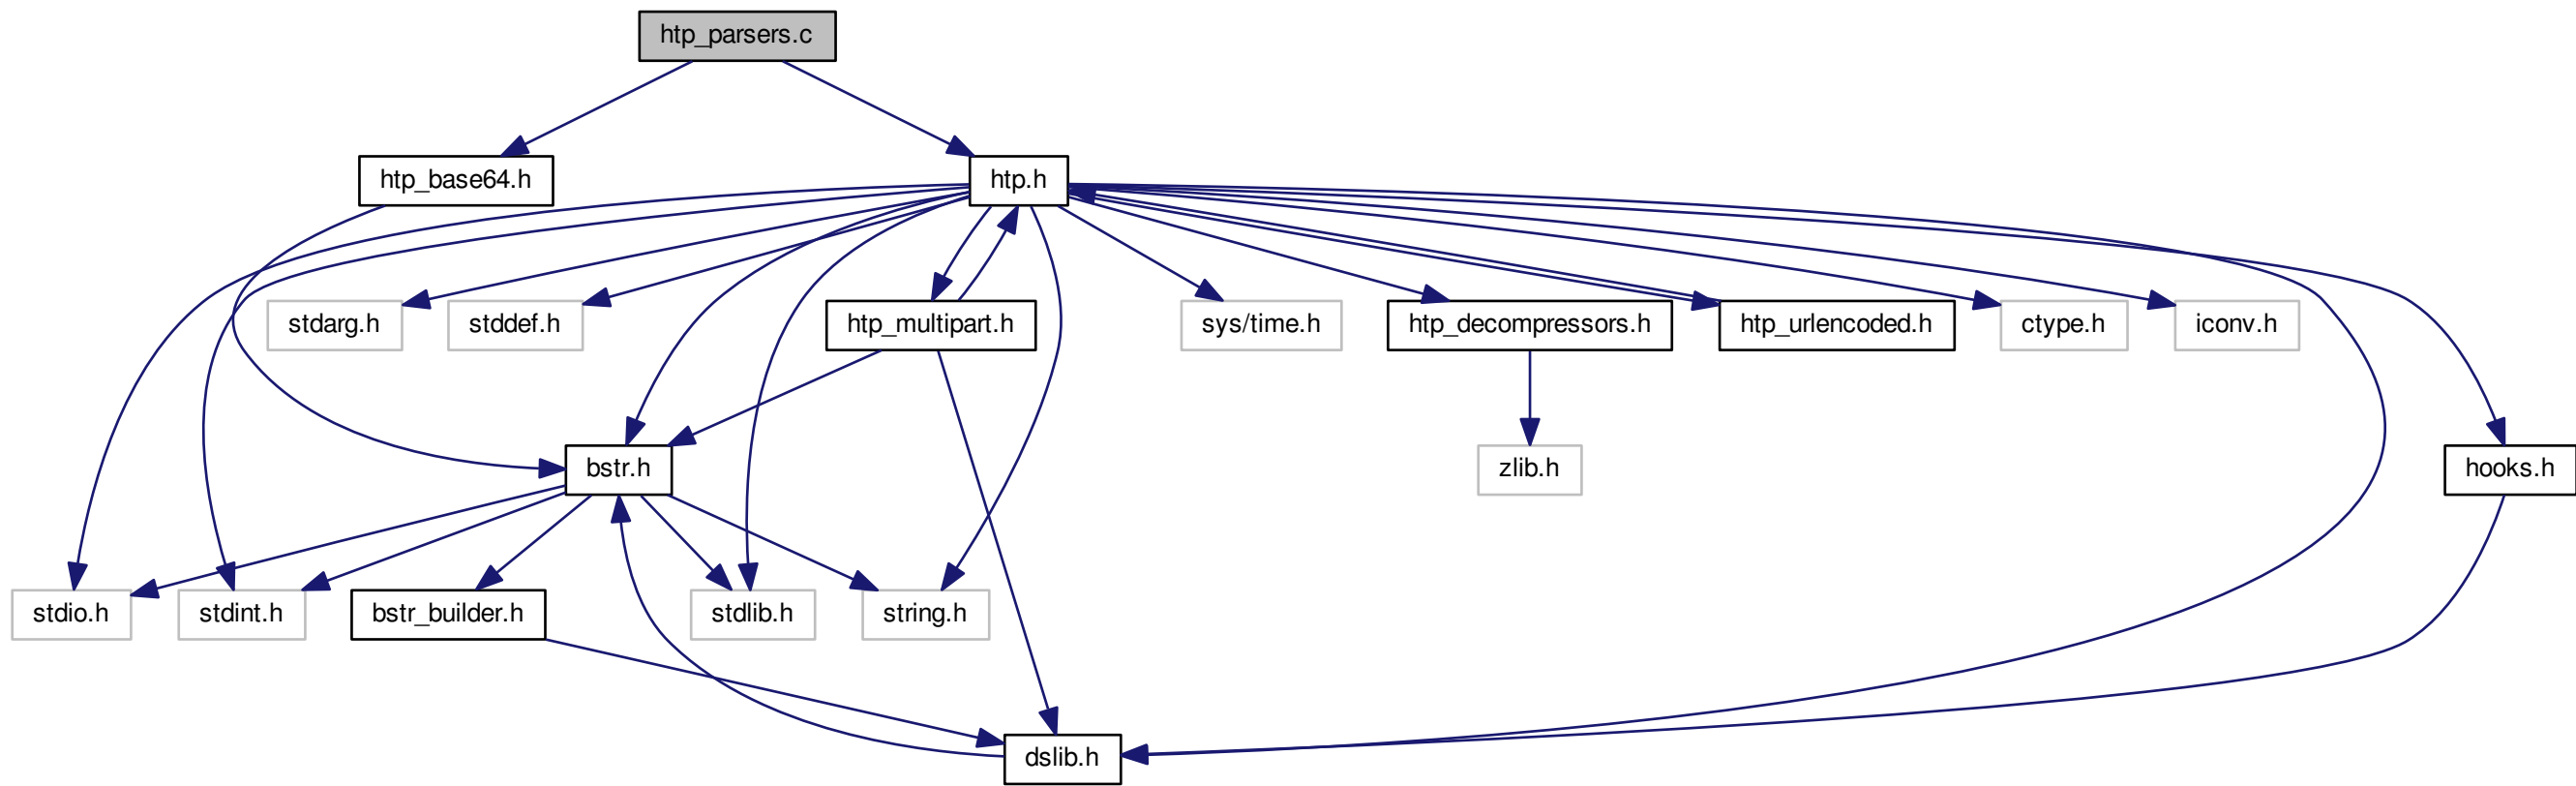 htp_parsers.c
htp_base64.h
htp.h
stdarg.h
stddef.h
htp_multipart.h
sys/time.h
htp_decompressors.h
htp_urlencoded.h
ctype.h
iconv.h
bstr.h
zlib.h
hooks.h
stdio.h
stdint.h
bstr_builder.h
stdlib.h
string.h
dslib.h